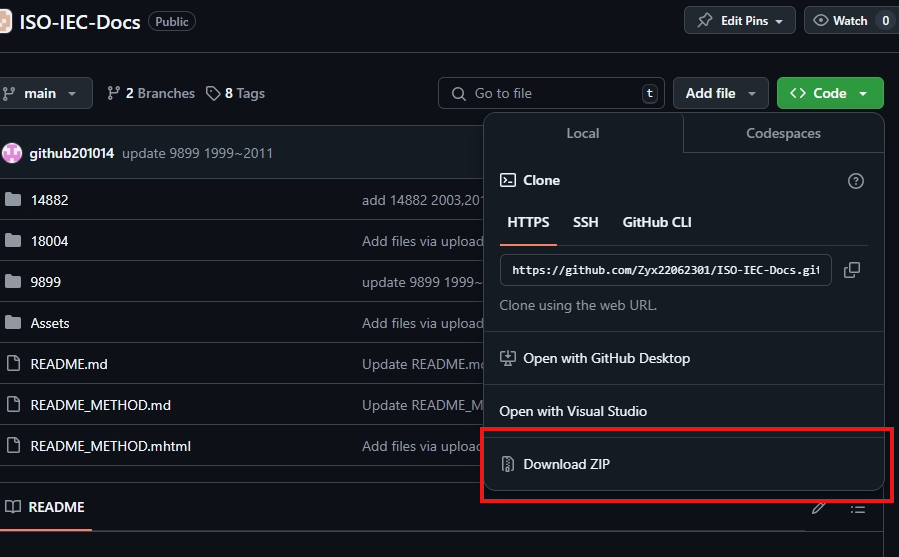 ISO-IEC-Docs Public Edit Pins Watch 0
main 2 Branches 8 Tags Go to file t Add file Code
Local Codespaces
github201014 update 9899 1999~2011
Clone
14882 add 14882 2003,201
HTTPS SSH GitHub CLI
18004 Add files via upload
https://github.com/Zyx22062301/ISO-IEC-Docs.git
9899 update 9899 1999~
Clone using the web URL.
Assets Add files via upload
README.md Update README.md
Open with GitHub Desktop
README_METHOD.md Update README_M
Open with Visual Studio
README_METHOD.mhtml Add files via upload
Download ZIP
README